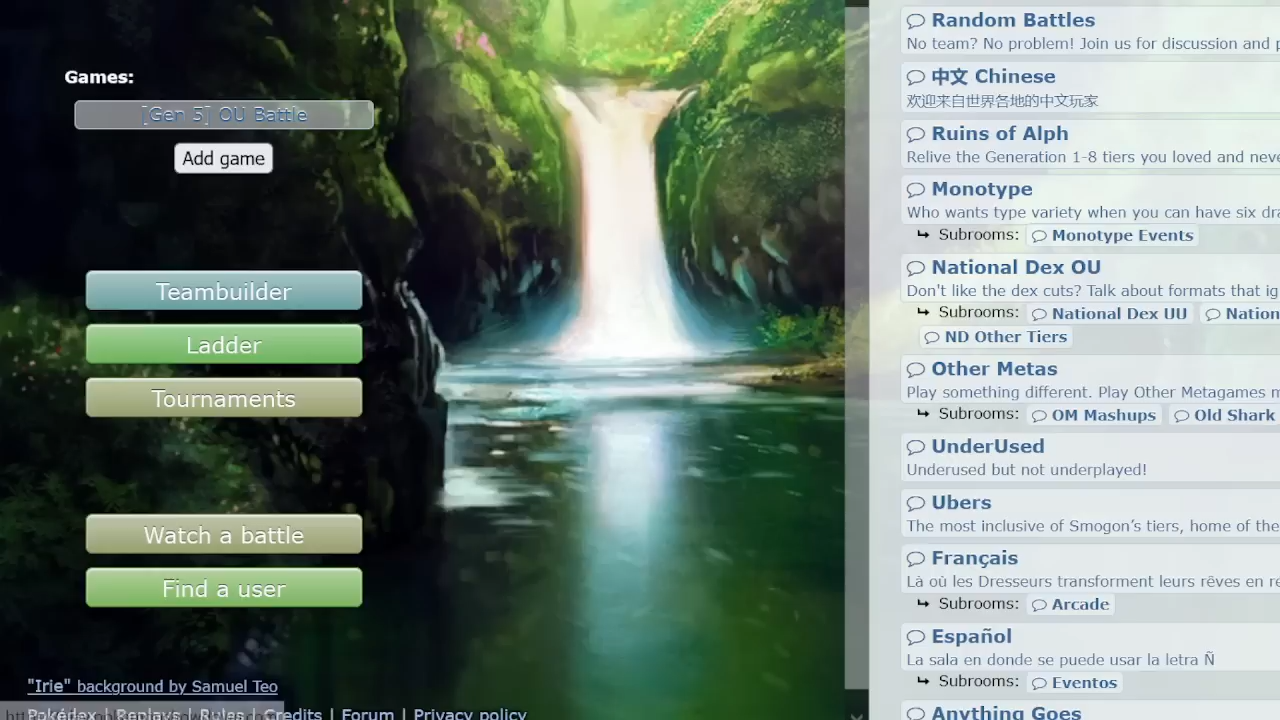 Games:
[Gen 5] OU Battle
Add game
Teambuilder
Ladder
Tournaments
Watch a battle
Find a user
"Irie" background by Samuel Teo
Pokédex | Replays | Rules | Credits | Forum | Privacy policy
Random Battles
No team? No problem! Join us for discussion and
中文 Chinese
欢迎来自世界各地的中文玩家
Ruins of Alph
Relive the Generation 1-8 tiers you loved and
Monotype
Who wants type variety when you can have six
Subrooms: Monotype Events
National Dex OU
Don't like the dex cuts? Talk about formats that
Subrooms: National Dex UU
ND Other Tiers
Other Metas
Play something different. Play Other Metagames
Subrooms: OM Mashups Old Shark
UnderUsed
Underused but not underplayed!
Ubers
The most inclusive of Smogon’s tiers, home of the
Français
Là où les Dresseurs transforment leurs rêves en
Subrooms: Arcade
Español
La sala en donde se puede usar la letra Ñ
Subrooms: Eventos
Anything Goes